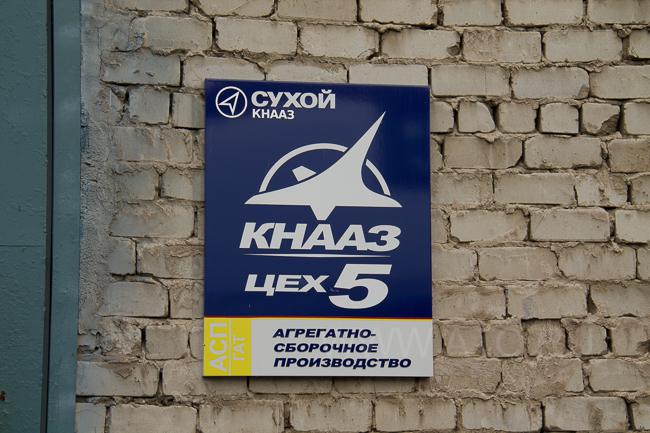 СУХОЙ
КНААЗ
КНААЗ
ЦЕХ 5
АСП
ГАТ
АГРЕГАТНО-
СБОРОЧНОЕ
ПРОИЗВОДСТВО